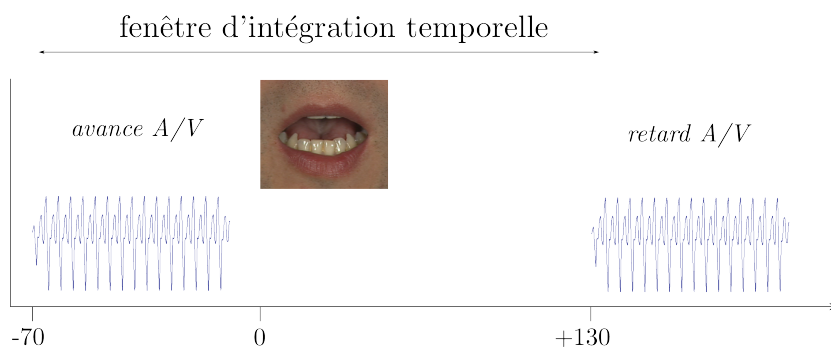 fenêtre d'intégration temporelle
avance A/V
retard A/V
-70
0
+130